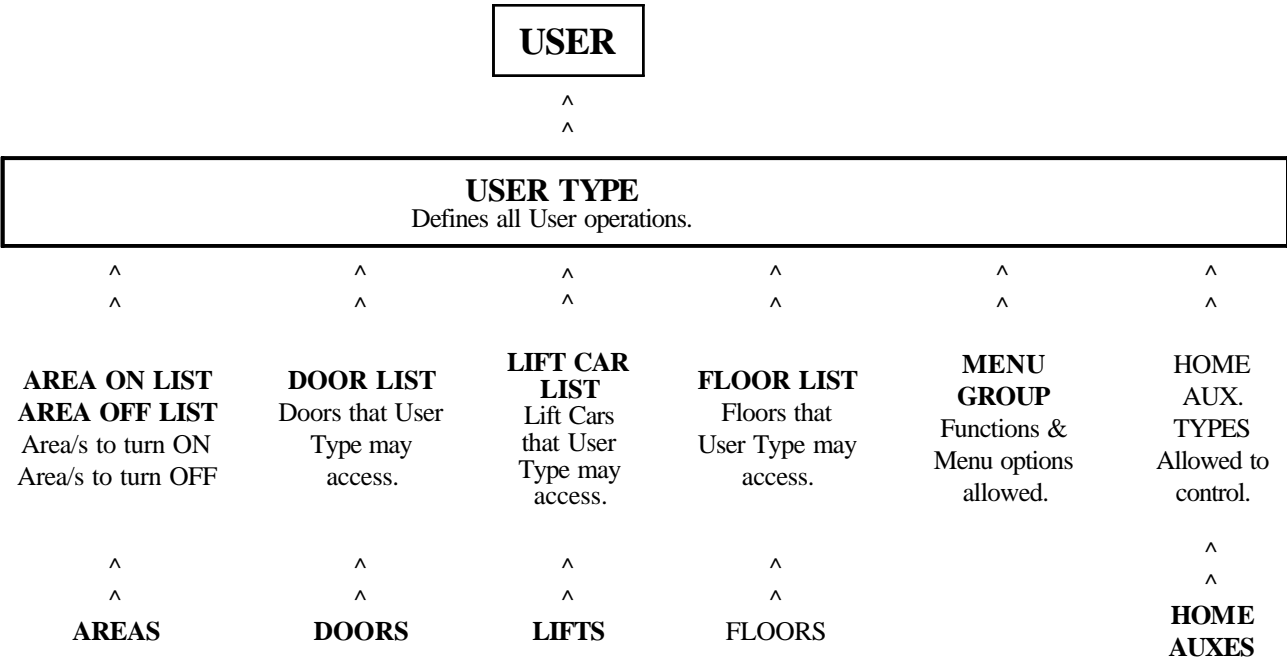 USER
^
^
USER TYPE
Defines all User operations.
^ ^ ^ ^ ^ ^
^ ^ ^ ^ ^ ^
AREA ON LIST
AREA OFF LIST
Area/s to turn ON
Area/s to turn OFF
DOOR LIST
Doors that User
Type may
access.
LIFT CAR
LIST
Lift Cars
that User
Type may
access.
FLOOR LIST
Floors that
User Type may
access.
MENU
GROUP
Functions &
Menu options
allowed.
HOME
AUX.
TYPES
Allowed to
control.
^ ^ ^ ^ ^
^ ^ ^ ^ ^
AREAS
DOORS
LIFTS
FLOORS
HOME
AUXES